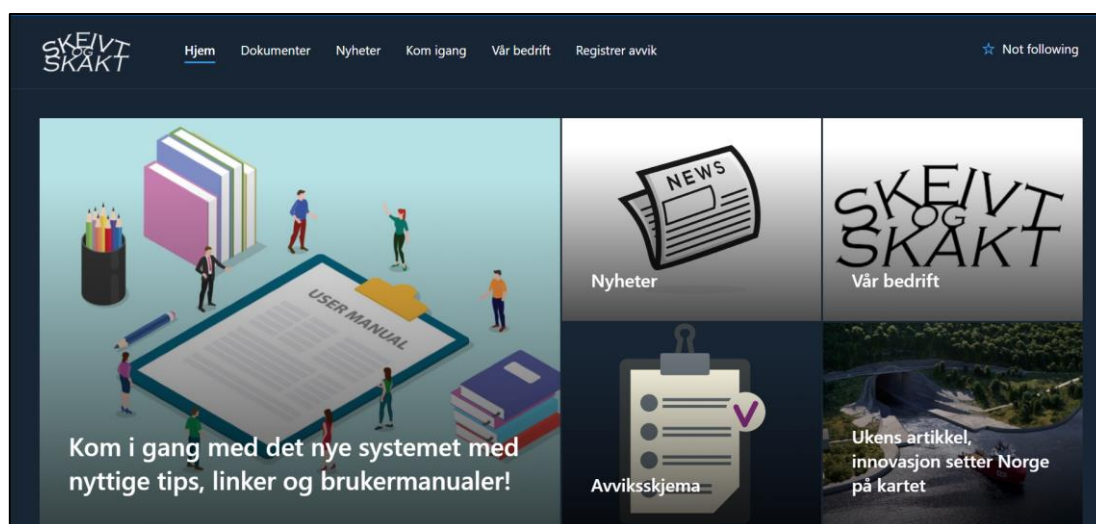 SKEIVT
OG
SKAKT
Hjem Dokumenter Nyheter Kom igang Vår bedrift Registrer avvik
Not following
USER MANUAL
Kom i gang med det nye systemet med
nyttige tips, linker og brukermanualer!
NEWS
Nyheter
SKEIVT
OG
SKAKT
Vår bedrift
Avviksskjema
Ukens artikkel,
innovasjon setter Norge
på kartet